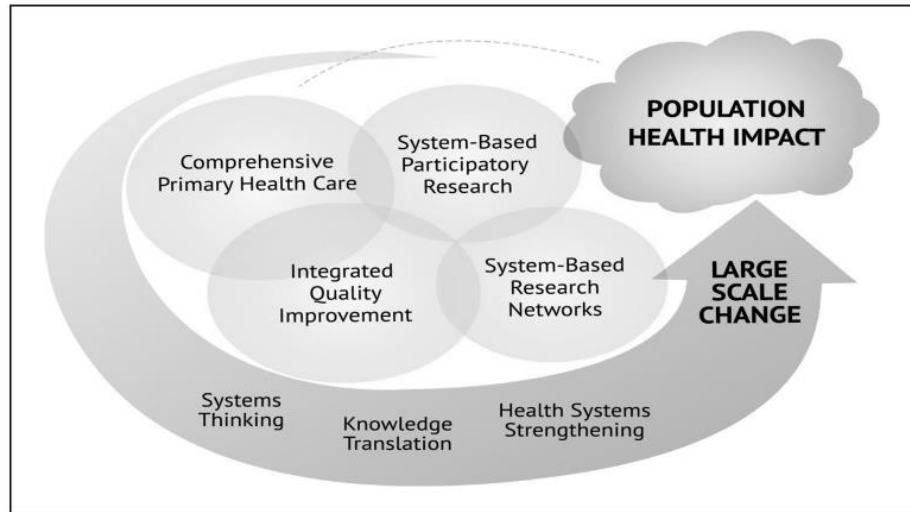 POPULATION
HEALTH IMPACT
Comprehensive
Primary Health Care
System-Based
Participatory
Research
Integrated
Quality
Improvement
System-Based
Research
Networks
LARGE
SCALE
CHANGE
Systems
Thinking
Knowledge
Translation
Health Systems
Strengthening